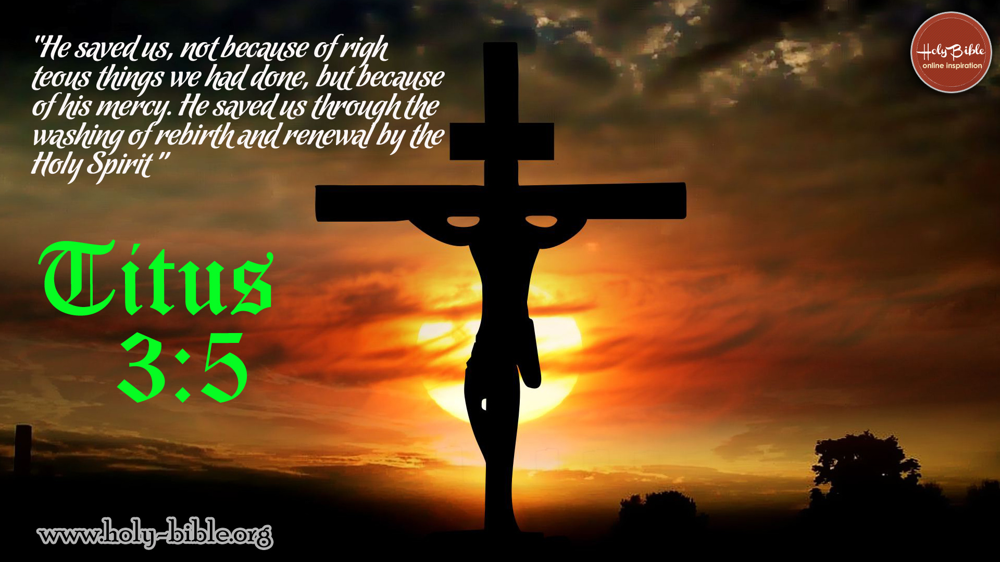 "He saved us, not because of righ
teous things we had done, but because
of his mercy. He saved us through the
washing of rebirth and renewal by the
Holy Spirit"
Holy Bible
online inspiration
Titus
3:5
www.holy-bible.org